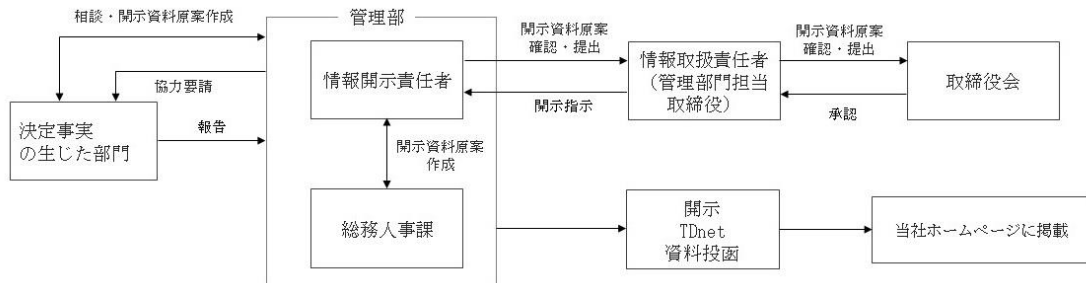 相談・開示資料原案作成
管理部
協力要請
決定事実
の生じた部門
報告
情報開示責任者
開示資料原案
作成
総務人事課
開示資料原案
確認・提出
開示指示
情報取扱責任者
(管理部門担当
取締役)
開示資料原案
確認・提出
承認
取締役会
開示
TDnet
資料投函
当社ホームページに掲載